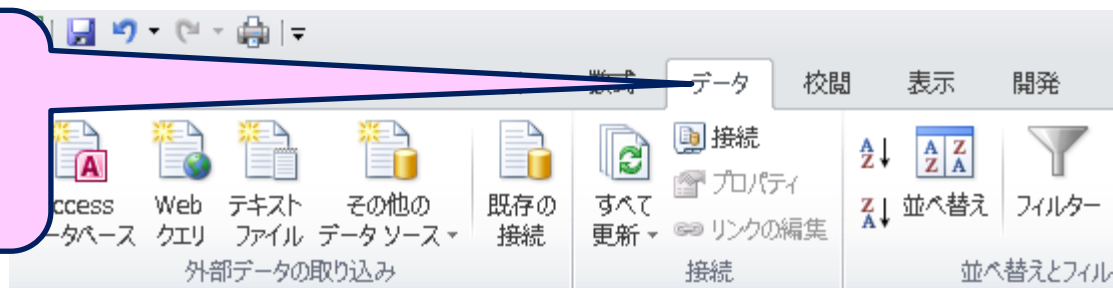 数式 データ 校閲 表示 開発
接続
プロパティ
リンクの編集
ccess Web テキスト その他の 既存の すべて 並べ替え フィルター
ータベース クエリ ファイル データ ソース 接続 更新
外部データの取り込み 接続 並べ替えとフィル